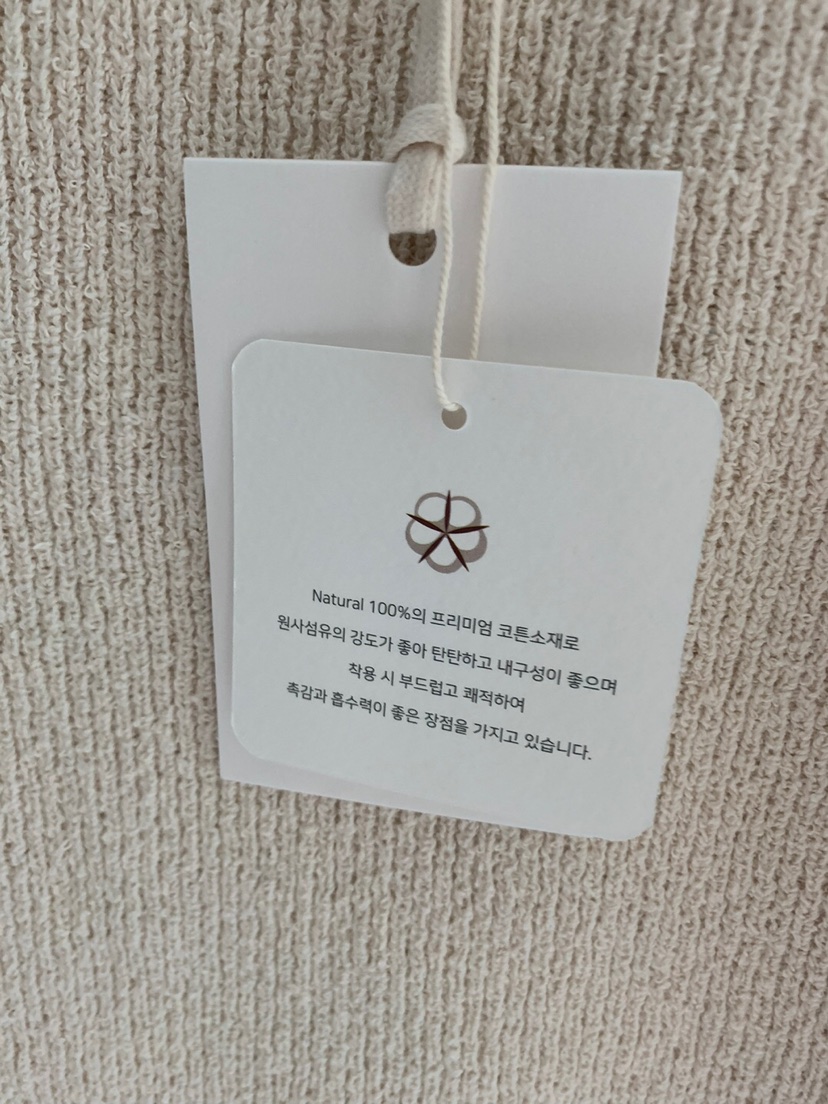 Natural 100%의 프리미엄 코튼소재로
원사섬유의 강도가 좋아 탄탄하고 내구성이 좋으며
착용 시 부드럽고 쾌적하여
촉감과 흡수력이 좋은 장점을 가지고 있습니다.